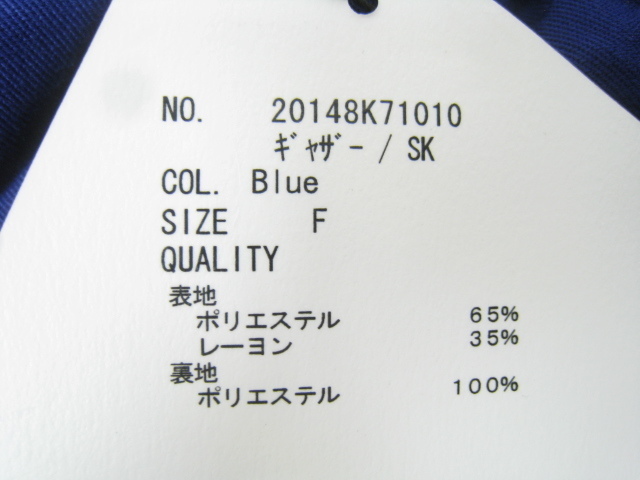 NO. 20148K71010
ｷﾞｬｻﾞｰ / SK
COL. Blue
SIZE F
QUALITY
表地
ポリエステル 65%
レーヨン 35%
裏地
ポリエステル 100%